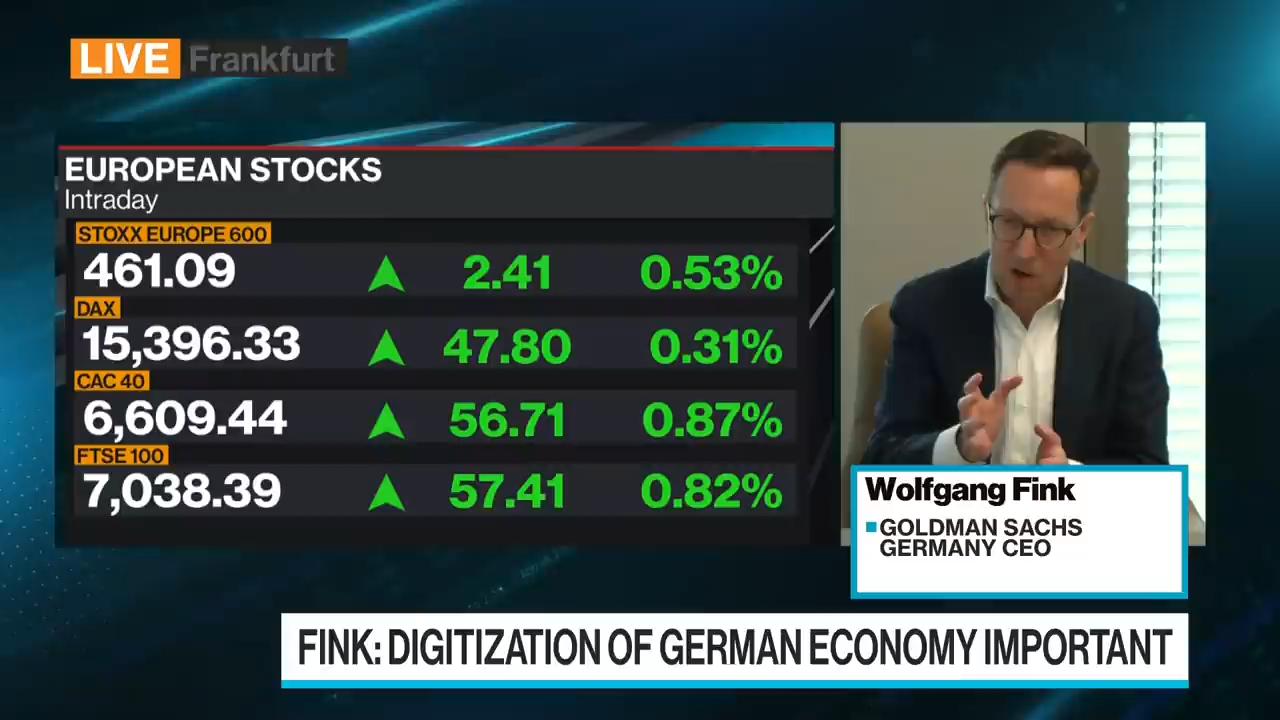 LIVE Frankfurt
EUROPEAN STOCKS
Intraday
STOXX EUROPE 600
461.09 2.41 0.53%
DAX
15,396.33 47.80 0.31%
CAC 40
6,609.44 56.71 0.87%
FTSE 100
7,038.39 57.41 0.82%
Wolfgang Fink
GOLDMAN SACHS
GERMANY CEO
FINK: DIGITIZATION OF GERMAN ECONOMY IMPORTANT